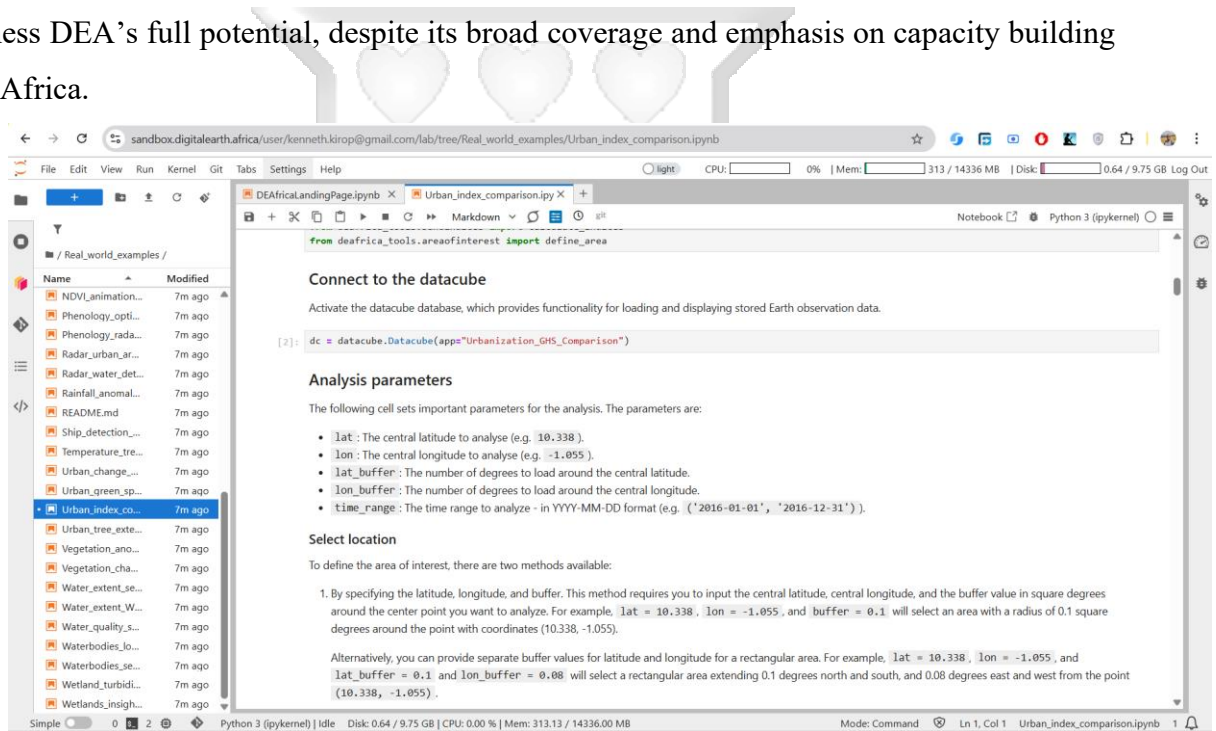 ess DEA's full potential, despite its broad coverage and emphasis on capacity building
Africa.
sandbox.digitalearth.africa/user/kenneth.kirop@gmail.com/lab/tree/Real_world_examples/Urban_index_comparison.ipynb
File Edit View Run Kernel Git Tabs Settings Help light CPU: 0% | Mem: 313 / 14336 MB | Disk: 0.64 / 9.75 GB Log Out
DEAfricaLandingPage.ipynb Urban_index_comparison.ipy
Markdown git Notebook Python 3 (ipykernel)
/ Real_world_examples /
Name Modified
NDVI_animation... 7m ago
Phenology_opti... 7m ago
Phenology_rada... 7m ago
Radar_urban_ar... 7m ago
Radar_water_det... 7m ago
Rainfall_anomal... 7m ago
README.md 7m ago
Ship_detection_... 7m ago
Temperature_tre... 7m ago
Urban_change_... 7m ago
Urban_green_sp... 7m ago
Urban_index_co... 7m ago
Urban_tree_exte... 7m ago
Vegetation_ano... 7m ago
Vegetation_cha... 7m ago
Water_extent_se... 7m ago
Water_extent_W... 7m ago
Water_quality_s... 7m ago
Waterbodies_lo... 7m ago
Waterbodies_se... 7m ago
Wetland_turbidi... 7m ago
Wetlands_insigh... 7m ago
from deafrica_tools.areaofinterest import define_area
Connect to the datacube
Activate the datacube database, which provides functionality for loading and displaying stored Earth observation data.
[2]: dc = datacube.Datacube(app="Urbanization_GHS_Comparison")
Analysis parameters
The following cell sets important parameters for the analysis. The parameters are:
• lat : The central latitude to analyse (e.g. 10.338 ).
• lon : The central longitude to analyse (e.g. -1.055 ).
• lat_buffer : The number of degrees to load around the central latitude.
• lon_buffer : The number of degrees to load around the central longitude.
• time_range : The time range to analyze - in YYYY-MM-DD format (e.g. ('2016-01-01', '2016-12-31') ).
Select location
To define the area of interest, there are two methods available:
1. By specifying the latitude, longitude, and buffer. This method requires you to input the central latitude, central longitude, and the buffer value in square degrees
around the center point you want to analyze. For example, lat = 10.338 , lon = -1.055 , and buffer = 0.1 will select an area with a radius of 0.1 square
degrees around the point with coordinates (10.338, -1.055).
Alternatively, you can provide separate buffer values for latitude and longitude for a rectangular area. For example, lat = 10.338 , lon = -1.055 , and
lat_buffer = 0.1 and lon_buffer = 0.08 will select a rectangular area extending 0.1 degrees north and south, and 0.08 degrees east and west from the point
(10.338, -1.055) .
Simple 0 2 Python 3 (ipykernel) | Idle Disk: 0.64 / 9.75 GB | CPU: 0.00 % | Mem: 313.13 / 14336.00 MB Mode: Command Ln 1, Col 1 Urban_index_comparison.ipynb 1